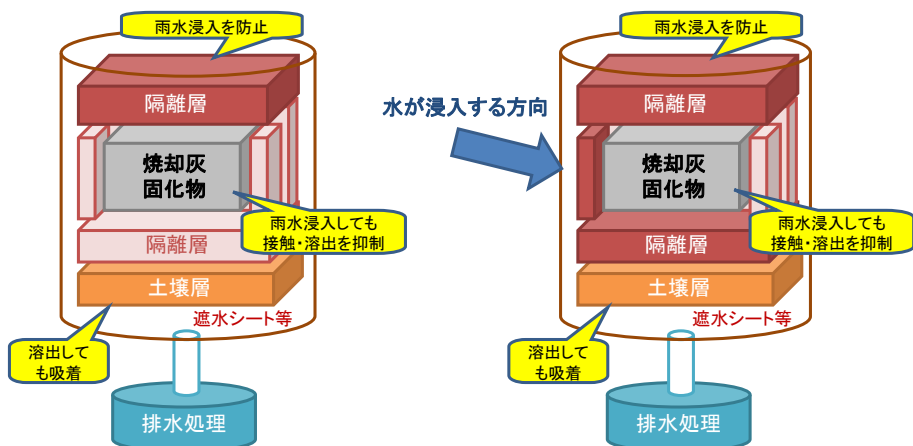 雨水浸入を防止
隔離層
焼却灰
固化物
雨水浸入しても
接触・溶出を抑制
隔離層
土壌層
遮水シート等
溶出して
も吸着
排水処理
水が浸入する方向
雨水浸入を防止
隔離層
焼却灰
固化物
雨水浸入しても
接触・溶出を抑制
隔離層
土壌層
遮水シート等
溶出して
も吸着
排水処理